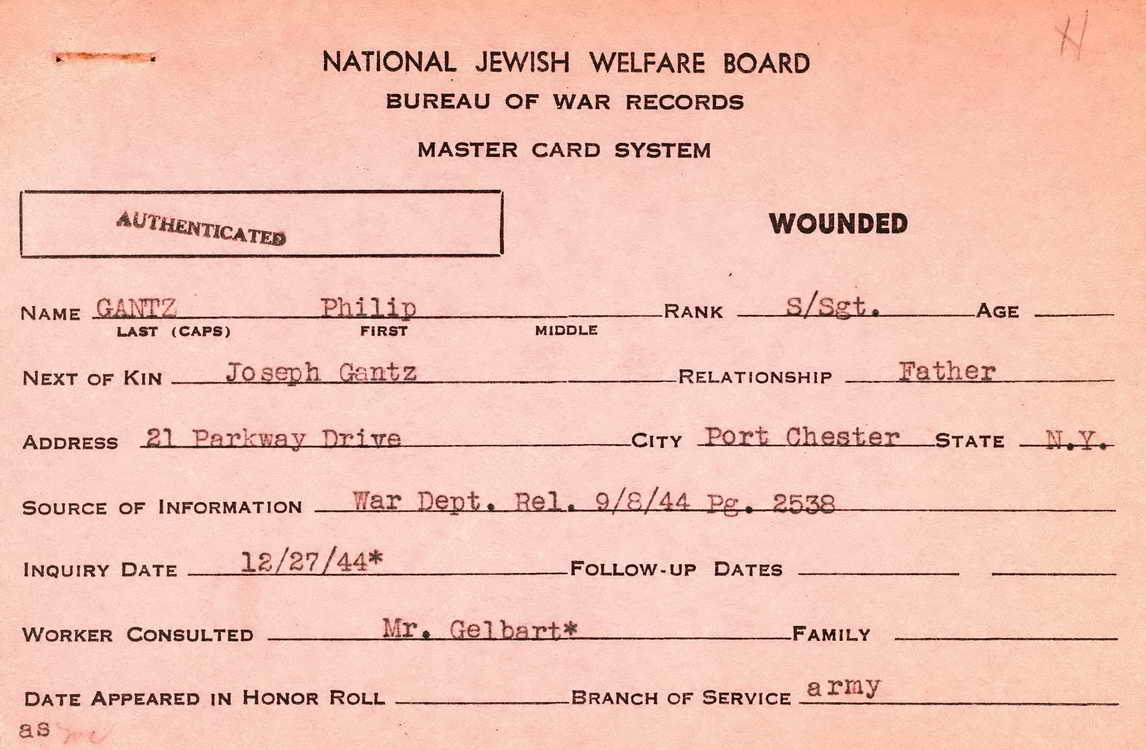 H
NATIONAL JEWISH WELFARE BOARD
BUREAU OF WAR RECORDS
MASTER CARD SYSTEM
AUTHENTICATED
WOUNDED
NAME GANTZ Philip RANK S/Sgt. AGE
LAST (CAPS) FIRST MIDDLE
NEXT OF KIN Joseph Gantz RELATIONSHIP Father
ADDRESS 21 Parkway Drive CITY Port Chester STATE N.Y.
SOURCE OF INFORMATION War Dept. Rel. 9/8/44 Pg. 2538
INQUIRY DATE 12/27/44* FOLLOW-UP DATES
WORKER CONSULTED Mr. Gelbart* FAMILY
DATE APPEARED IN HONOR ROLL BRANCH OF SERVICE army
as